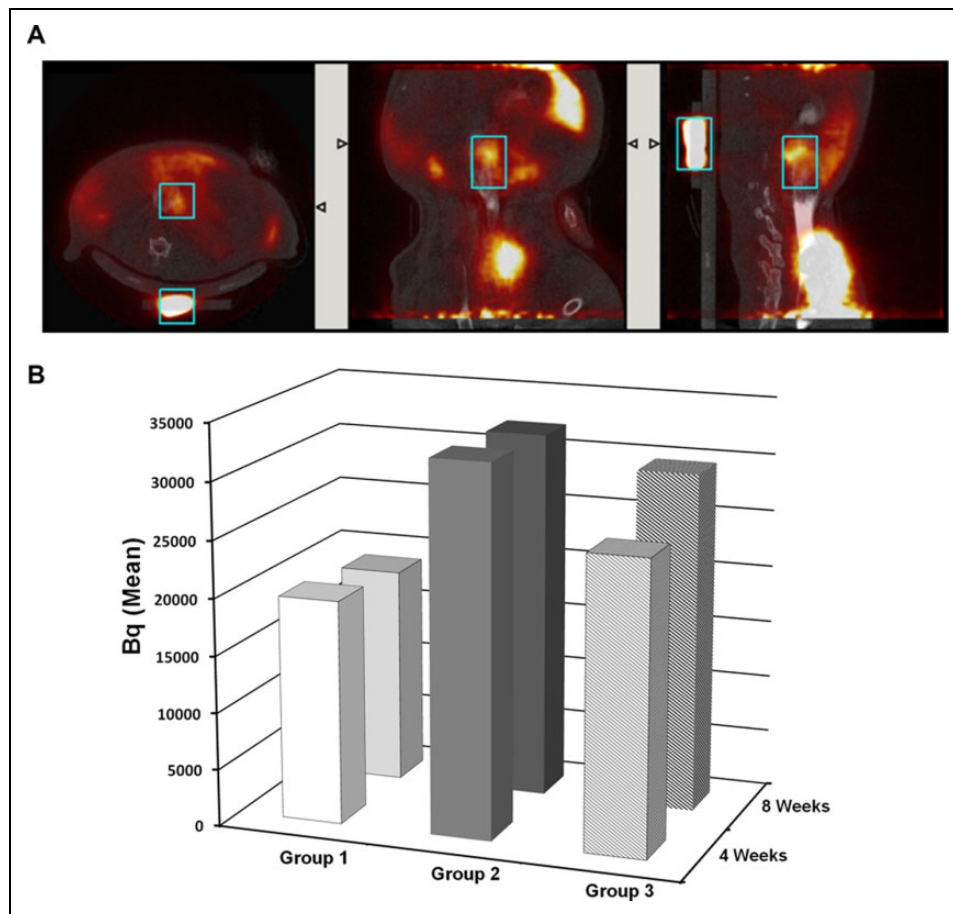 A
B
35000
30000
25000
20000
15000
10000
5000
0
Bq (Mean)
Group 1
Group 2
Group 3
4 Weeks
8 Weeks